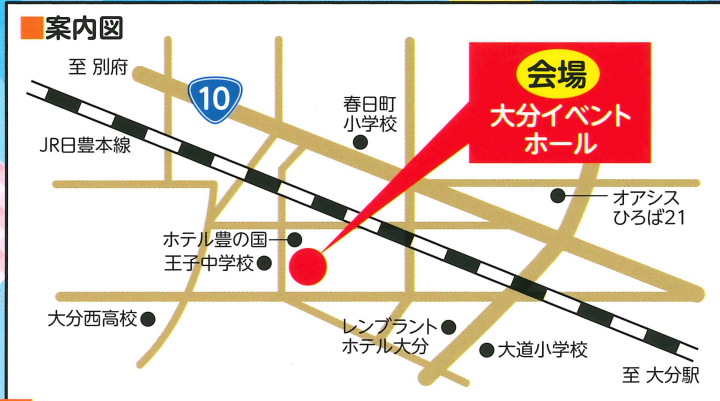 ■案内図
至 別府
10
会場
大分イベント
ホール
春日町
小学校
JR日豊本線
オアシス
ひろば21
ホテル豊の国
王子中学校
大分西高校
レンブラント
ホテル大分
大道小学校
至 大分駅